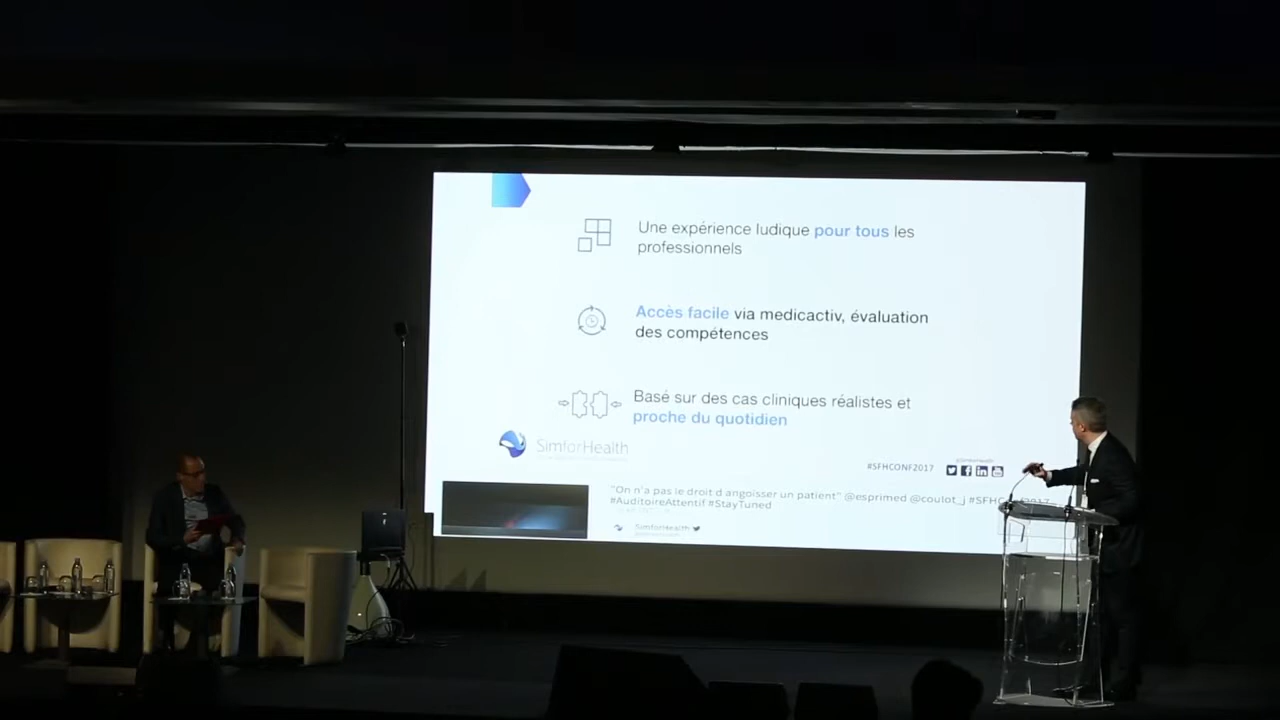 Une expérience ludique pour tous les
professionnels
Accès facile via medicactiv, évaluation
des compétences
Basé sur des cas cliniques réalistes et
proche du quotidien
SimforHealth
#SFHCONF2017
"On n'a pas le droit d angoisser un patient" @esprimed @coulot_j
#AuditoireAttentif #StayTuned
SimforHealth